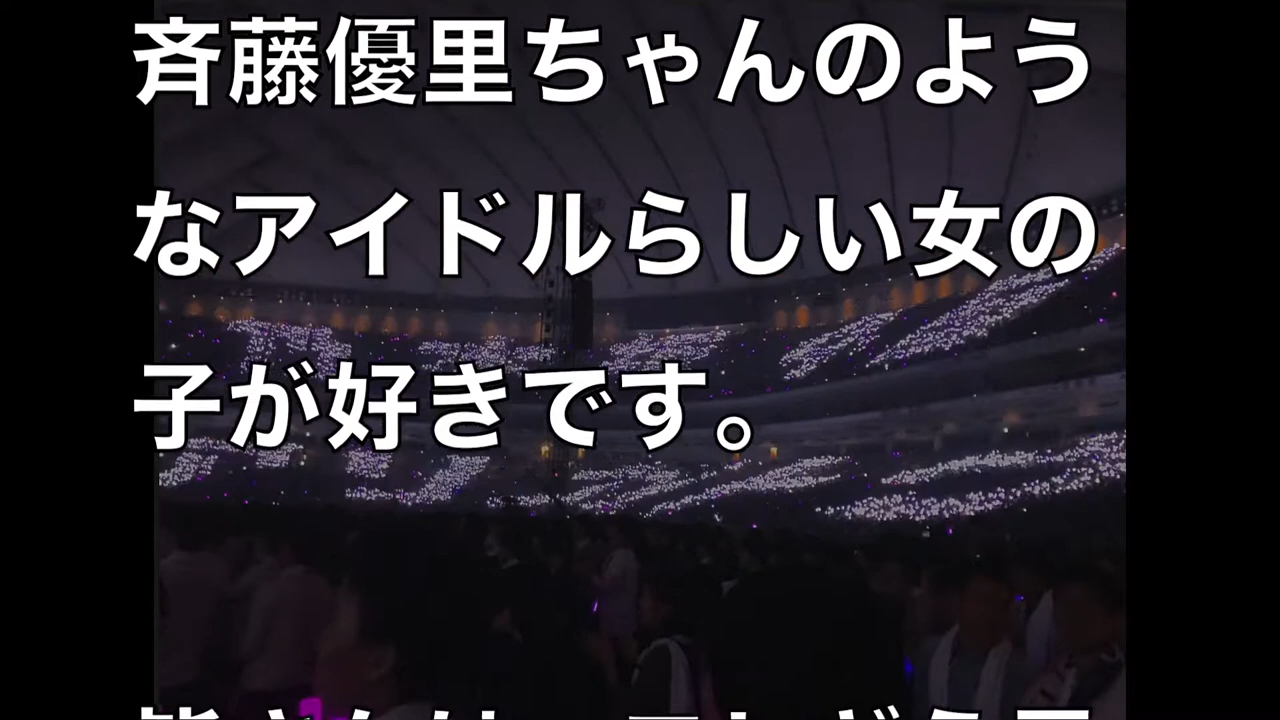 斉藤優里ちゃんのよう
なアイドルらしい女の
子が好きです。